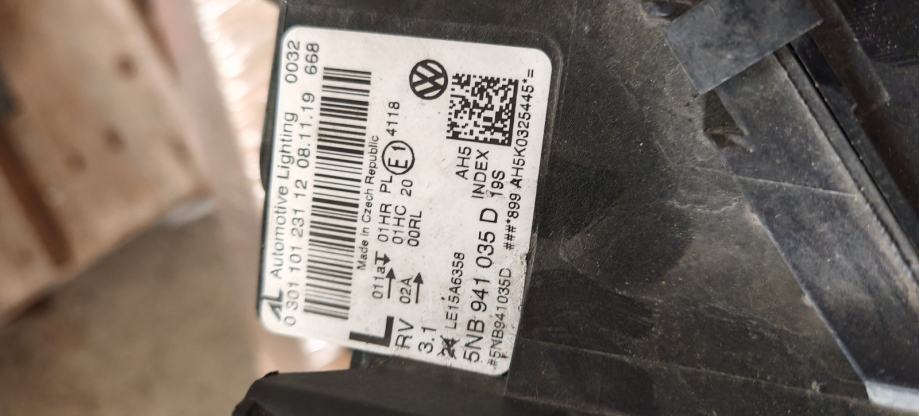 AL Automotive Lighting 0032
0 301 101 231 12 08.11.19 668
Made in Czech Republic
L 011a 01HR PL E1 4118
02A 01HC 20
00RL
RV
3.1 LE15A6358 AH5
5NB 941 035 D INDEX
19S
#5NB941035D ###*899 AH5K0325445*=